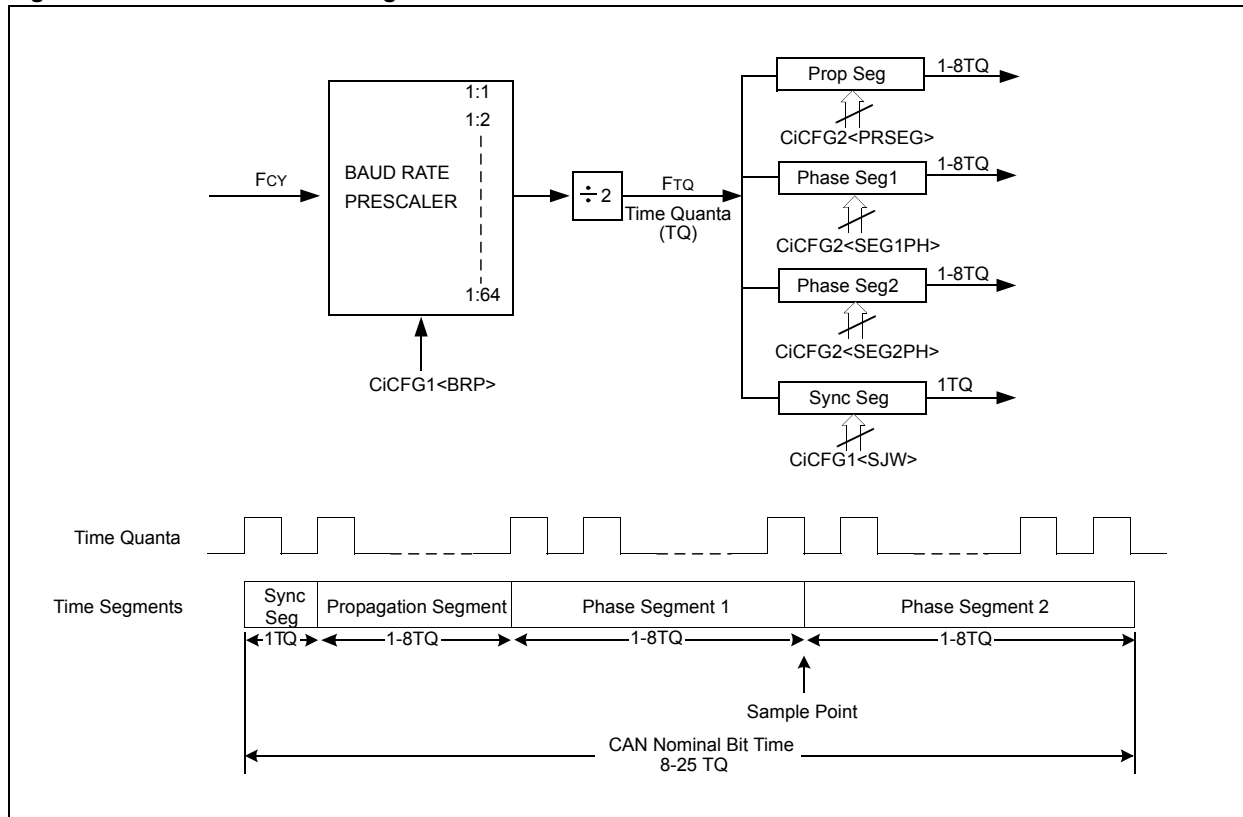 1:1
1:2
1:64
BAUD RATE
PRESCALER
FCY
CiCFG1<BRP>
÷ 2
FTQ
Time Quanta
(TQ)
Prop Seg
1-8TQ
CiCFG2<PRSEG>
Phase Seg1
1-8TQ
CiCFG2<SEG1PH>
Phase Seg2
1-8TQ
CiCFG2<SEG2PH>
Sync Seg
1TQ
CiCFG1<SJW>
Time Quanta
Time Segments
Sync
Seg
Propagation Segment
Phase Segment 1
Phase Segment 2
1TQ
1-8TQ
1-8TQ
1-8TQ
Sample Point
CAN Nominal Bit Time
8-25 TQ